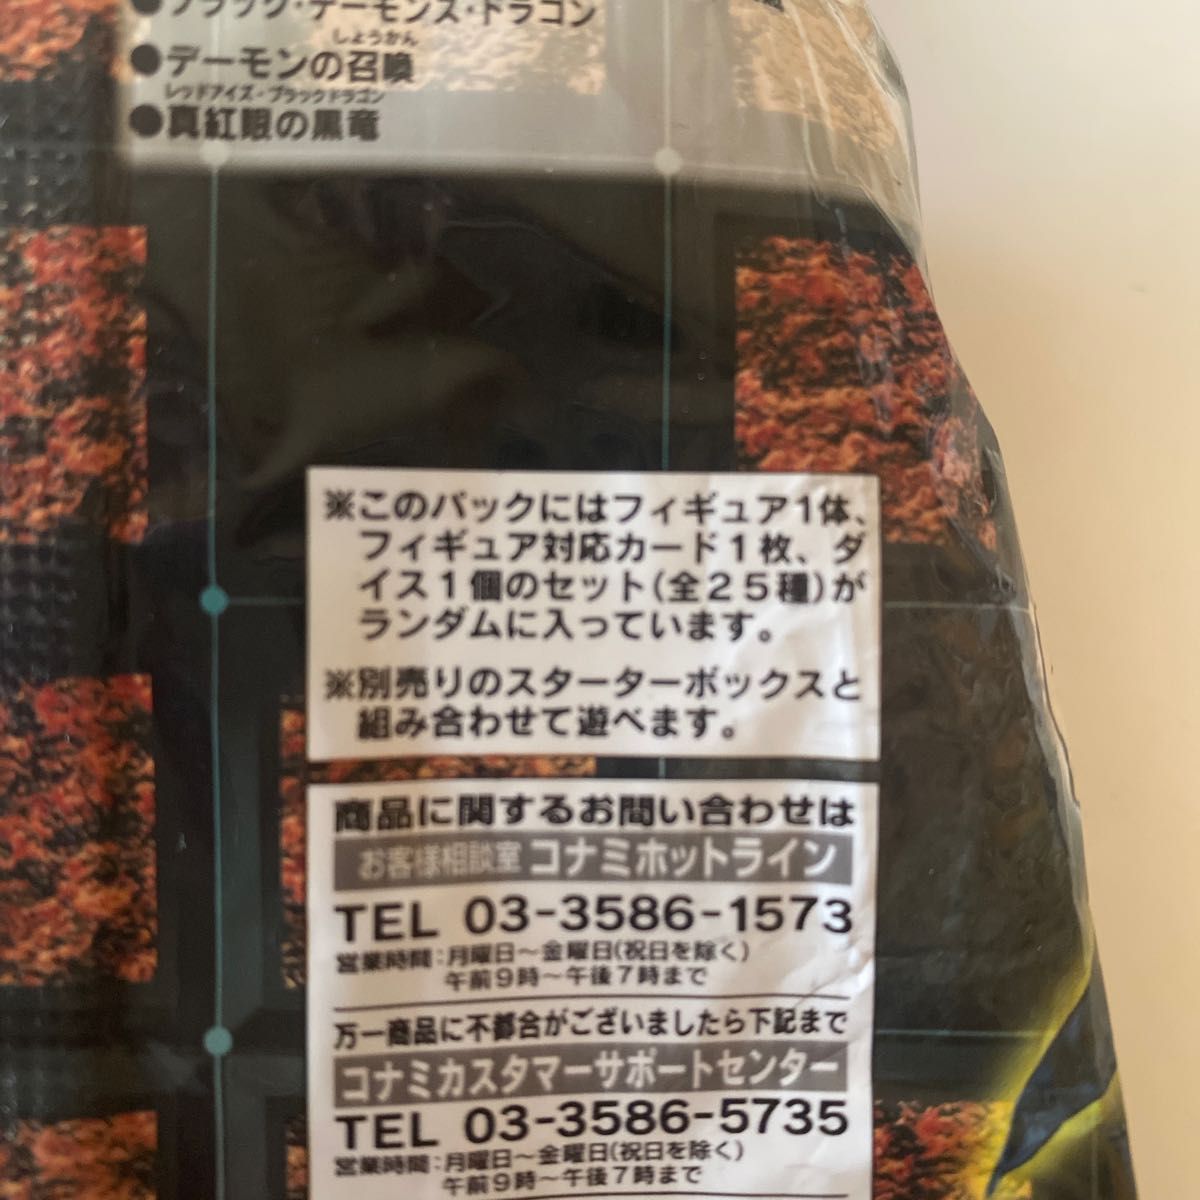 ●ブラック・デーモンズ・ドラゴン
しょうかん
●デーモンの召喚
レッドアイズ・ブラックドラゴン
●真紅眼の黒竜
※このパックにはフィギュア1体、
フィギュア対応カード1枚、ダ
イス1個のセット(全25種)が
ランダムに入っています。
※別売りのスターターボックスと
組み合わせて遊べます。
商品に関するお問い合わせは
お客様相談室 コナミホットライン
TEL 03-3586-1573
営業時間:月曜日〜金曜日(祝日を除く)
午前9時〜午後7時まで
万一商品に不都合がございましたら下記まで
コナミカスタマーサポートセンター
TEL 03-3586-5735
営業時間:月曜日〜金曜日(祝日を除く)
午前9時〜午後7時まで